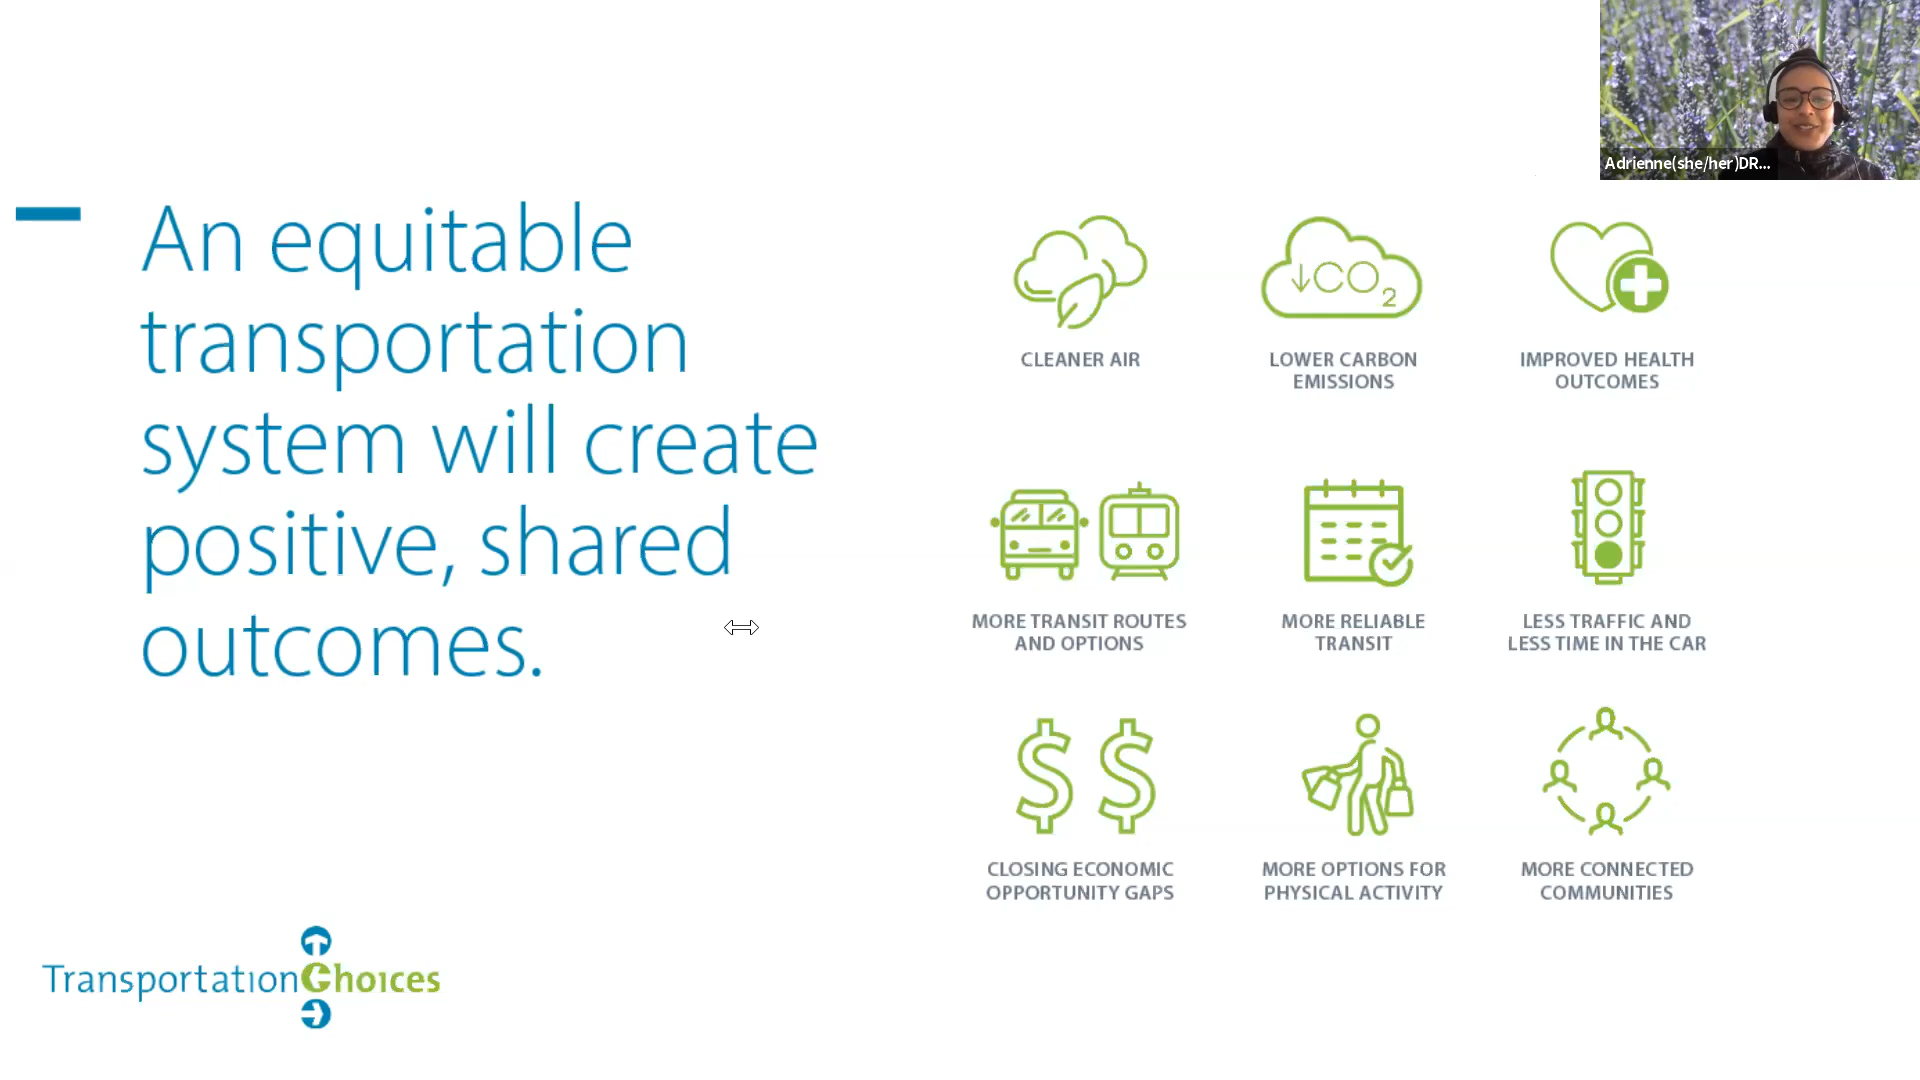 Adrienne(she/her)DR...
An equitable
transportation
system will create
positive, shared
outcomes.
CLEANER AIR
↓CO2
LOWER CARBON
EMISSIONS
IMPROVED HEALTH
OUTCOMES
MORE TRANSIT ROUTES
AND OPTIONS
MORE RELIABLE
TRANSIT
LESS TRAFFIC AND
LESS TIME IN THE CAR
$ $
CLOSING ECONOMIC
OPPORTUNITY GAPS
MORE OPTIONS FOR
PHYSICAL ACTIVITY
MORE CONNECTED
COMMUNITIES
TransportationChoices